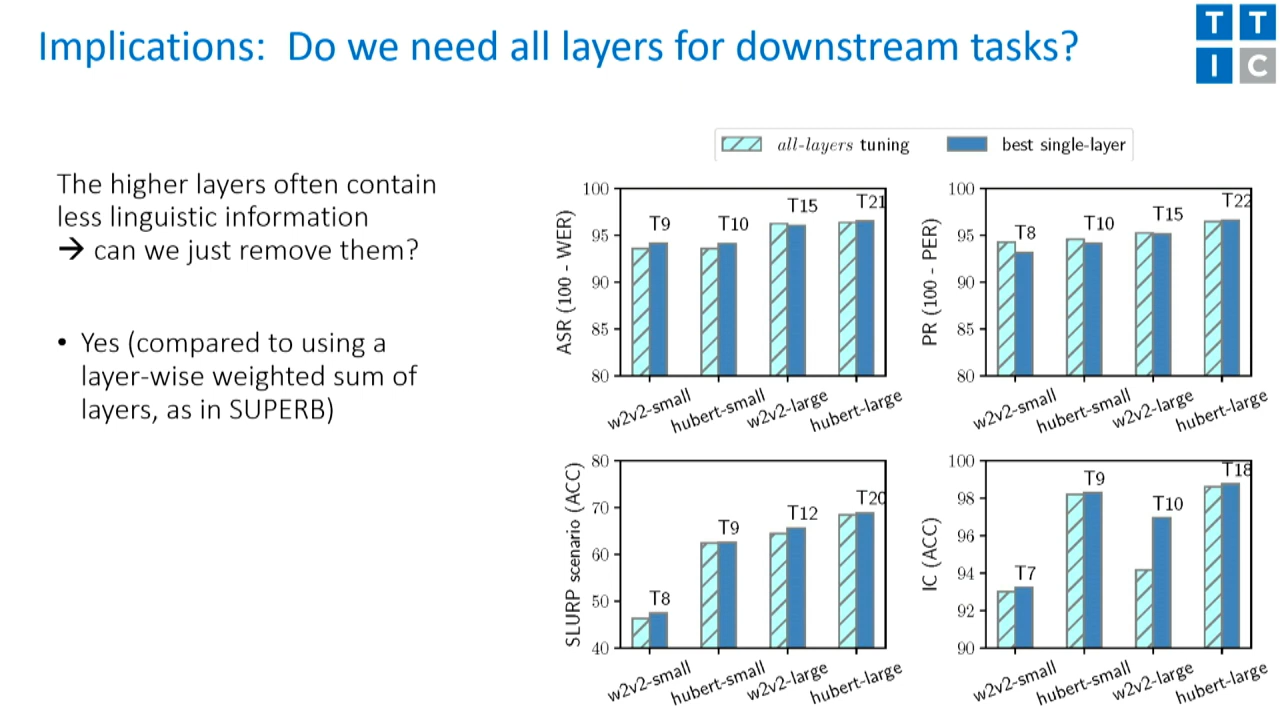 Implications: Do we need all layers for downstream tasks?
T T
I C
The higher layers often contain
less linguistic information
→ can we just remove them?
• Yes (compared to using a
layer-wise weighted sum of
layers, as in SUPERB)
all-layers tuning
best single-layer
ASR (100 - WER)
100
95
90
85
80
T9
T10
T15
T21
w2v2-small
hubert-small
w2v2-large
hubert-large
PR (100 - PER)
100
95
90
85
80
T8
T10
T15
T22
w2v2-small
hubert-small
w2v2-large
hubert-large
SLURP scenario (ACC)
80
70
60
50
40
T8
T9
T12
T20
w2v2-small
hubert-small
w2v2-large
hubert-large
IC (ACC)
100
98
96
94
92
90
T7
T9
T10
T18
w2v2-small
hubert-small
w2v2-large
hubert-large